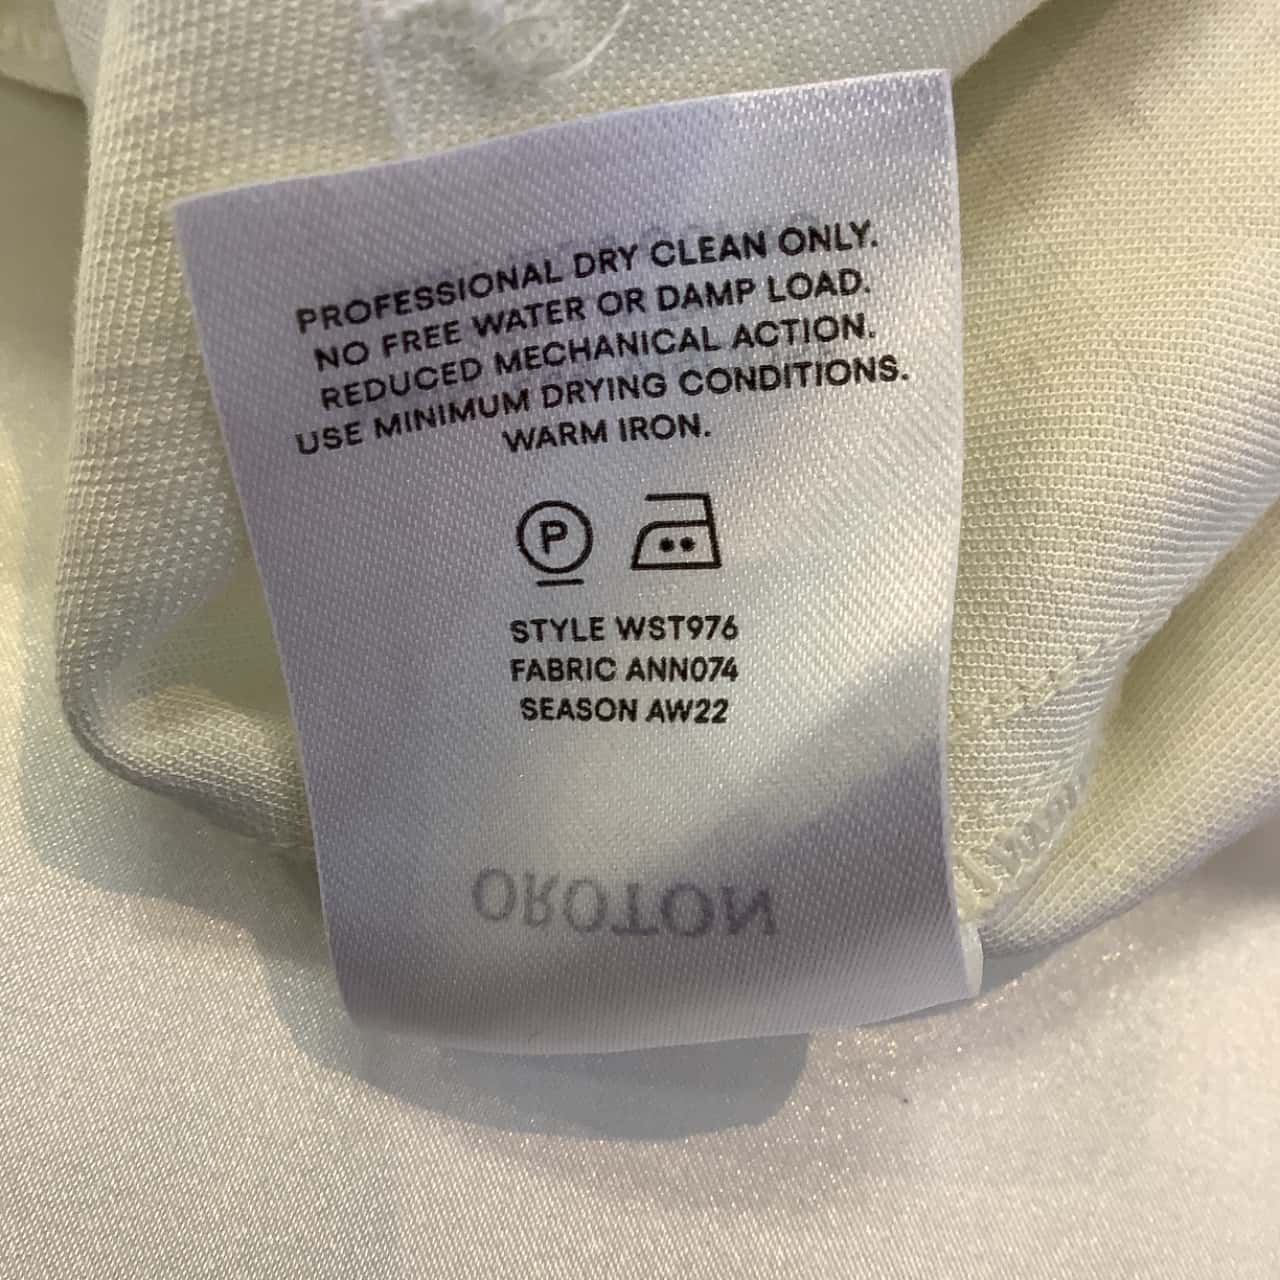 PROFESSIONAL DRY CLEAN ONLY.
NO FREE WATER OR DAMP LOAD.
REDUCED MECHANICAL ACTION.
USE MINIMUM DRYING CONDITIONS.
WARM IRON.
P
STYLE WST976
FABRIC ANN074
SEASON AW22
OROTON